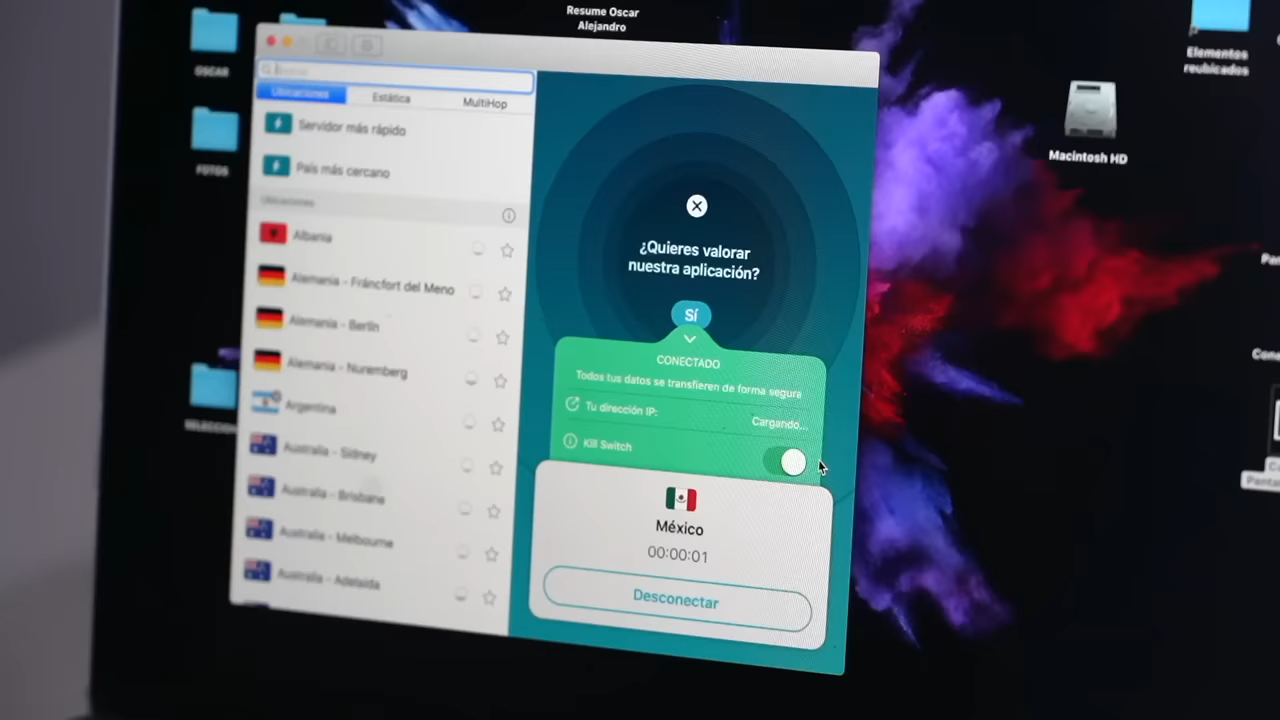 Resume Oscar
Alejandro
OSCAR
FOTOS
Elementos
reubicados
Macintosh HD
Ubicaciones
Estática
MultiHop
Servidor más rápido
País más cercano
Ubicaciones
Albania
Alemania - Fráncfort del Meno
Alemania - Berlín
Alemania - Nuremberg
Argentina
Australia - Sidney
Australia - Brisbane
Australia - Melbourne
Australia - Adelaida
¿Quieres valorar
nuestra aplicación?
Sí
CONECTADO
Todos tus datos se transfieren de forma segura
Tu dirección IP:
Cargando...
Kill Switch
México
00:00:01
Desconectar